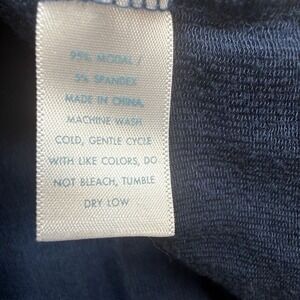 95% MODAL /
5% SPANDEX
MADE IN CHINA,
MACHINE WASH
COLD, GENTLE CYCLE
WITH LIKE COLORS, DO
NOT BLEACH, TUMBLE
DRY LOW